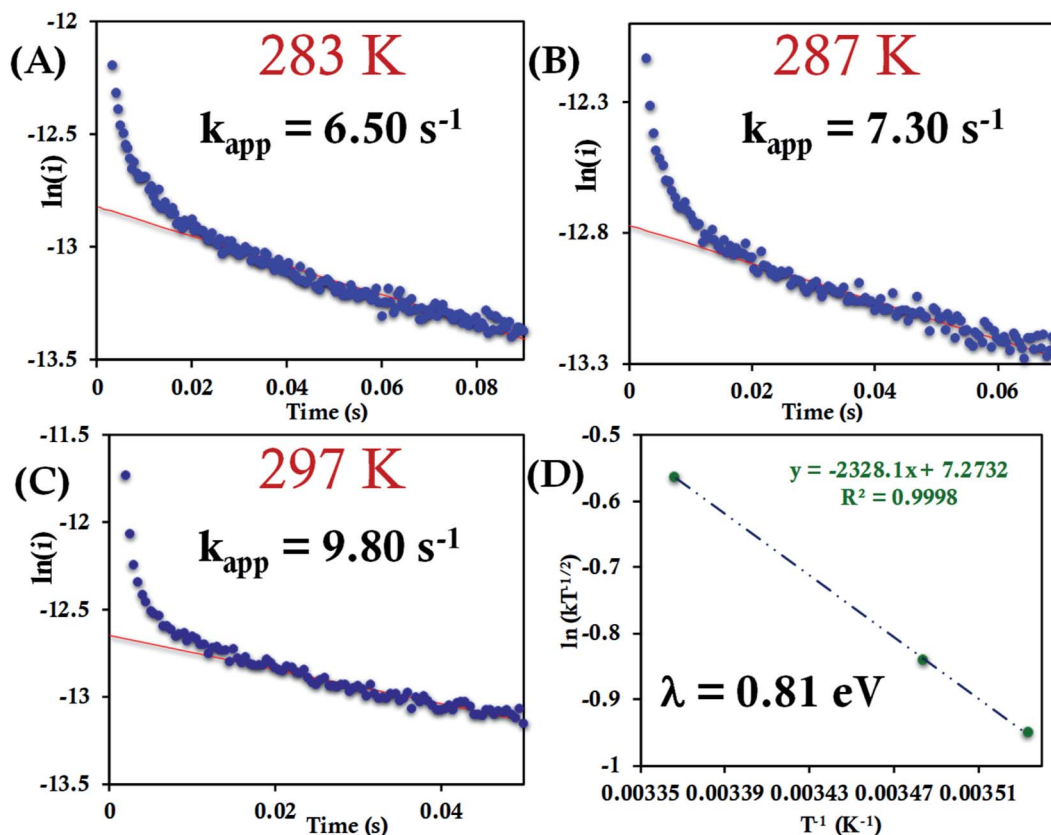 (A)
283 K
k_app = 6.50 s⁻¹
ln(i)
-12
-12.5
-13
-13.5
0
0.02
0.04
0.06
0.08
Time (s)
(B)
287 K
k_app = 7.30 s⁻¹
ln(i)
-12.3
-12.8
-13.3
0
0.02
0.04
0.06
Time (s)
(C)
297 K
k_app = 9.80 s⁻¹
ln(i)
-11.5
-12
-12.5
-13
-13.5
0
0.02
0.04
Time (s)
(D)
y = -2328.1x + 7.2732
R² = 0.9998
λ = 0.81 eV
ln (kT⁻¹/²)
-0.5
-0.6
-0.7
-0.8
-0.9
-1
0.00335
0.00339
0.00343
0.00347
0.00351
T⁻¹ (K⁻¹)